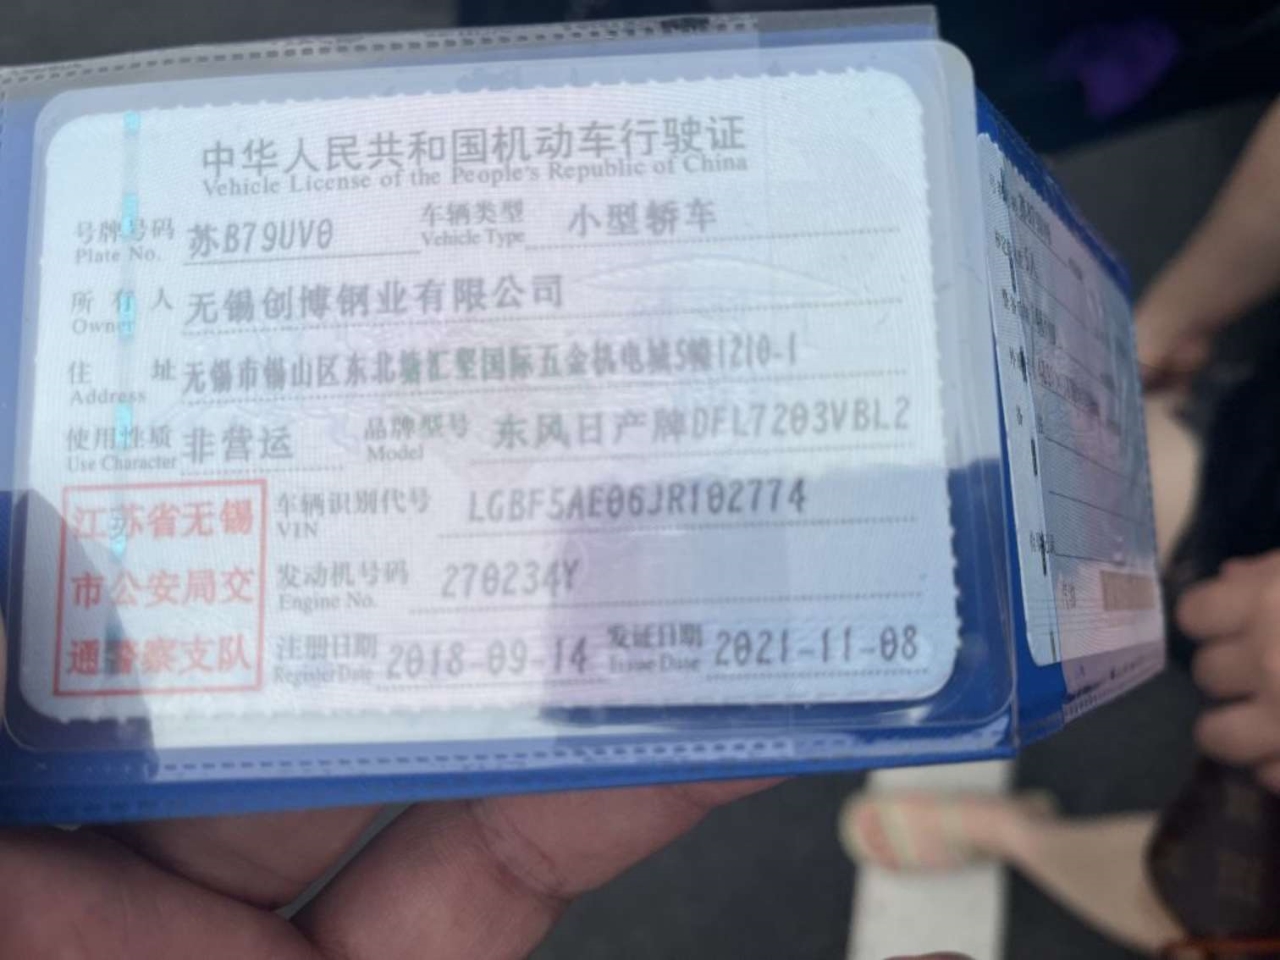 中华人民共和国机动车行驶证
Vehicle License of the People's Republic of China
号牌号码 苏B79UV0 车辆类型 小型轿车
Plate No. Vehicle Type
所有人 无锡创博钢业有限公司
Owner
住址 无锡市锡山区东北塘汇坚国际五金机电城5幢1210-1
Address
使用性质 非营运 品牌型号 东风日产牌DFL7203VBL2
Use Character Model
江苏省无锡
市公安局交
通警察支队
车辆识别代号 LGBF5AE06JR102774
VIN
发动机号码 270234Y
Engine No.
注册日期 2018-09-14 发证日期 2021-11-08
Register Date Issue Date